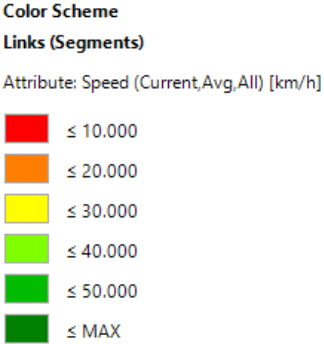 Color Scheme
Links (Segments)
Attribute: Speed (Current,Avg,All) [km/h]
≤ 10.000
≤ 20.000
≤ 30.000
≤ 40.000
≤ 50.000
≤ MAX